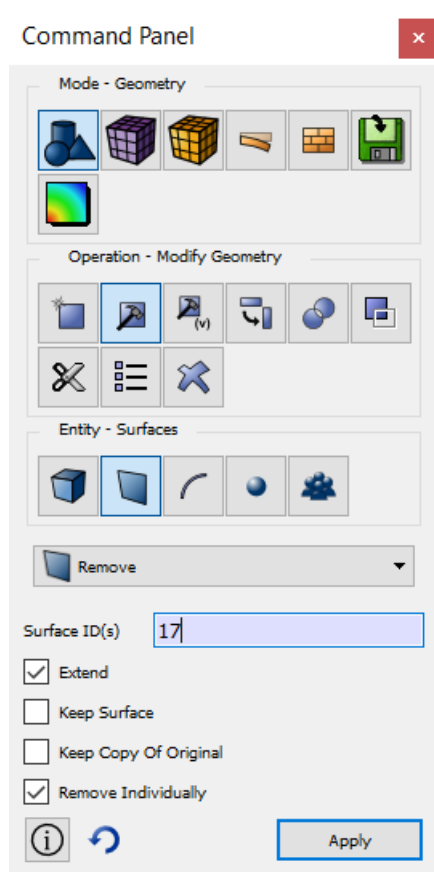 Command Panel
Mode - Geometry
Operation - Modify Geometry
(v)
Entity - Surfaces
Remove
Surface ID(s) 17
Extend
Keep Surface
Keep Copy Of Original
Remove Individually
Apply